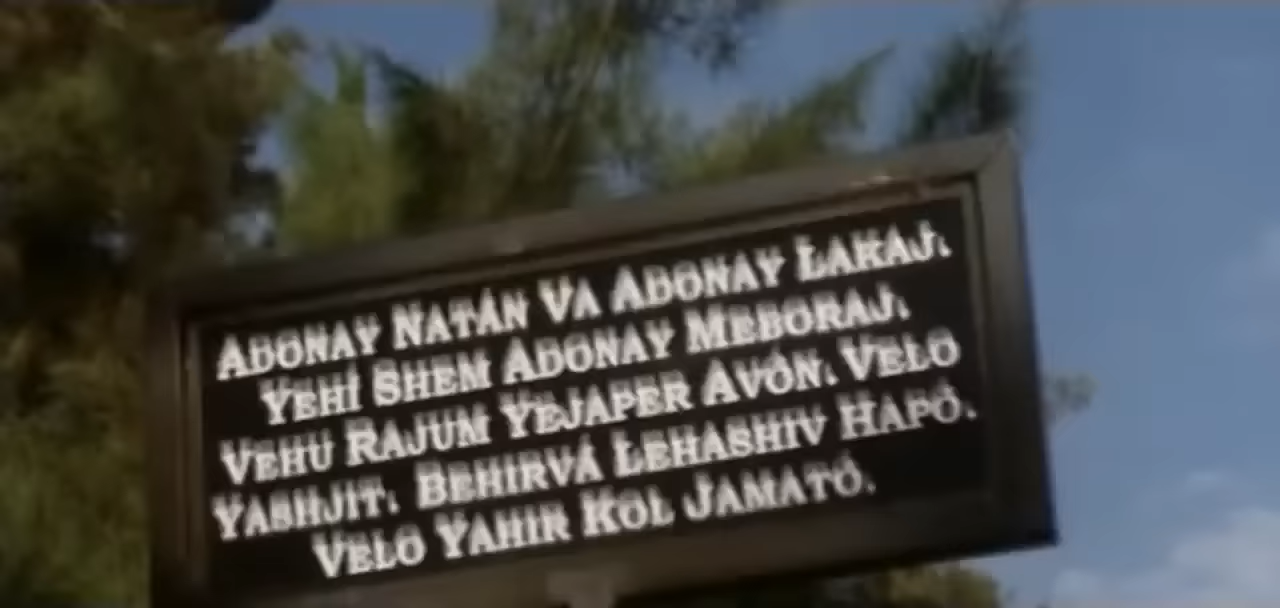 Adonay Natán Va Adonay Lakaj.
Yehí Shem Adonay Meboraj.
Vehu Rajum Yejaper Avón. Velo
Yashjit. Behirvá Lehashiv Hapó.
Velo Yahir Kol Jamató.